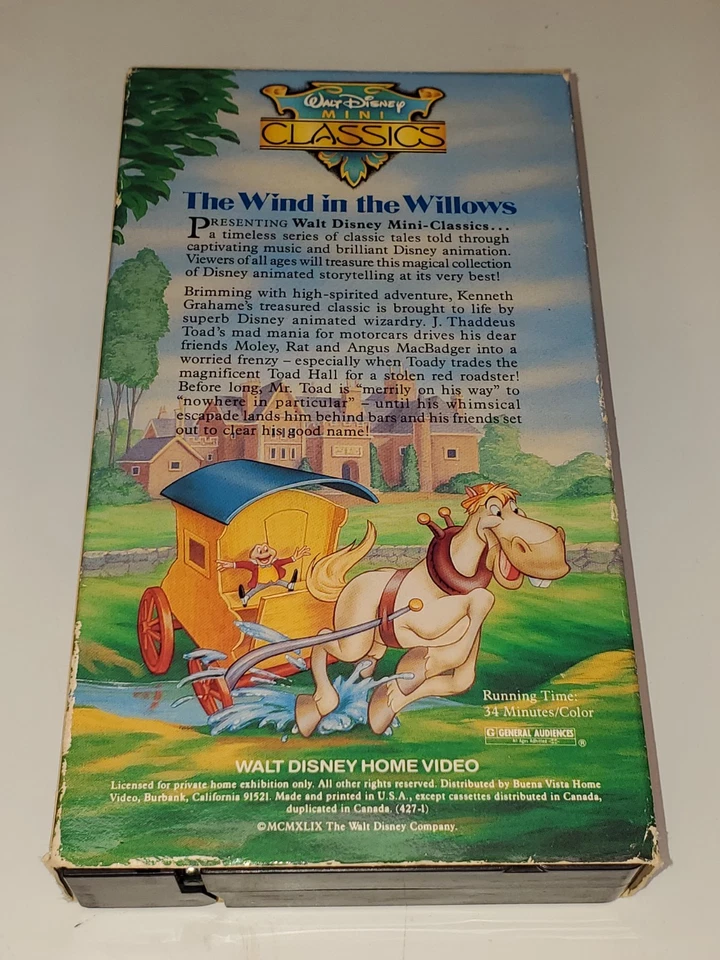 Walt Disney
MINI
CLASSICS
The Wind in the Willows
PRESENTING Walt Disney Mini-Classics...
a timeless series of classic tales told through
captivating music and brilliant Disney animation.
Viewers of all ages will treasure this magical collection
of Disney animated storytelling at its very best!
Brimming with high-spirited adventure, Kenneth
Grahame's treasured classic is brought to life by
superb Disney animated wizardry. J. Thaddeus
Toad's mad mania for motorcars drives his dear
friends Moley, Rat and Angus MacBadger into a
worried frenzy – especially when Toady trades the
magnificent Toad Hall for a stolen red roadster!
Before long, Mr. Toad is "merrily on his way" to
"nowhere in particular" – until his whimsical
escapade lands him behind bars and his friends set
out to clear his good name!
Running Time:
34 Minutes/Color
G GENERAL AUDIENCES
All Ages Admitted
®
WALT DISNEY HOME VIDEO
Licensed for private home exhibition only. All other rights reserved. Distributed by Buena Vista Home
Video, Burbank, California 91521. Made and printed in U.S.A., except cassettes distributed in Canada,
duplicated in Canada. (427-1)
©MCMXLIX The Walt Disney Company.